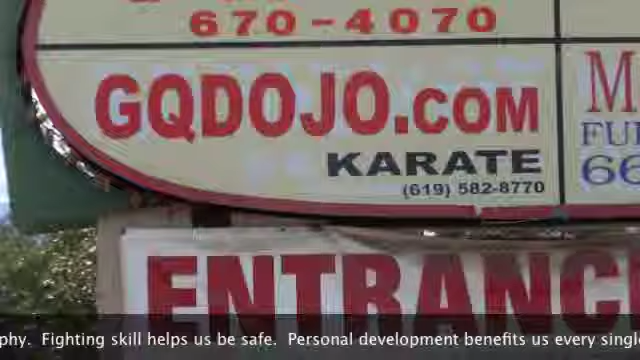 670-4070
GQDOJO.COM
KARATE
(619) 582-8770
M
FU
66
ENTRANC
phy. Fighting skill helps us be safe. Personal development benefits us every singl